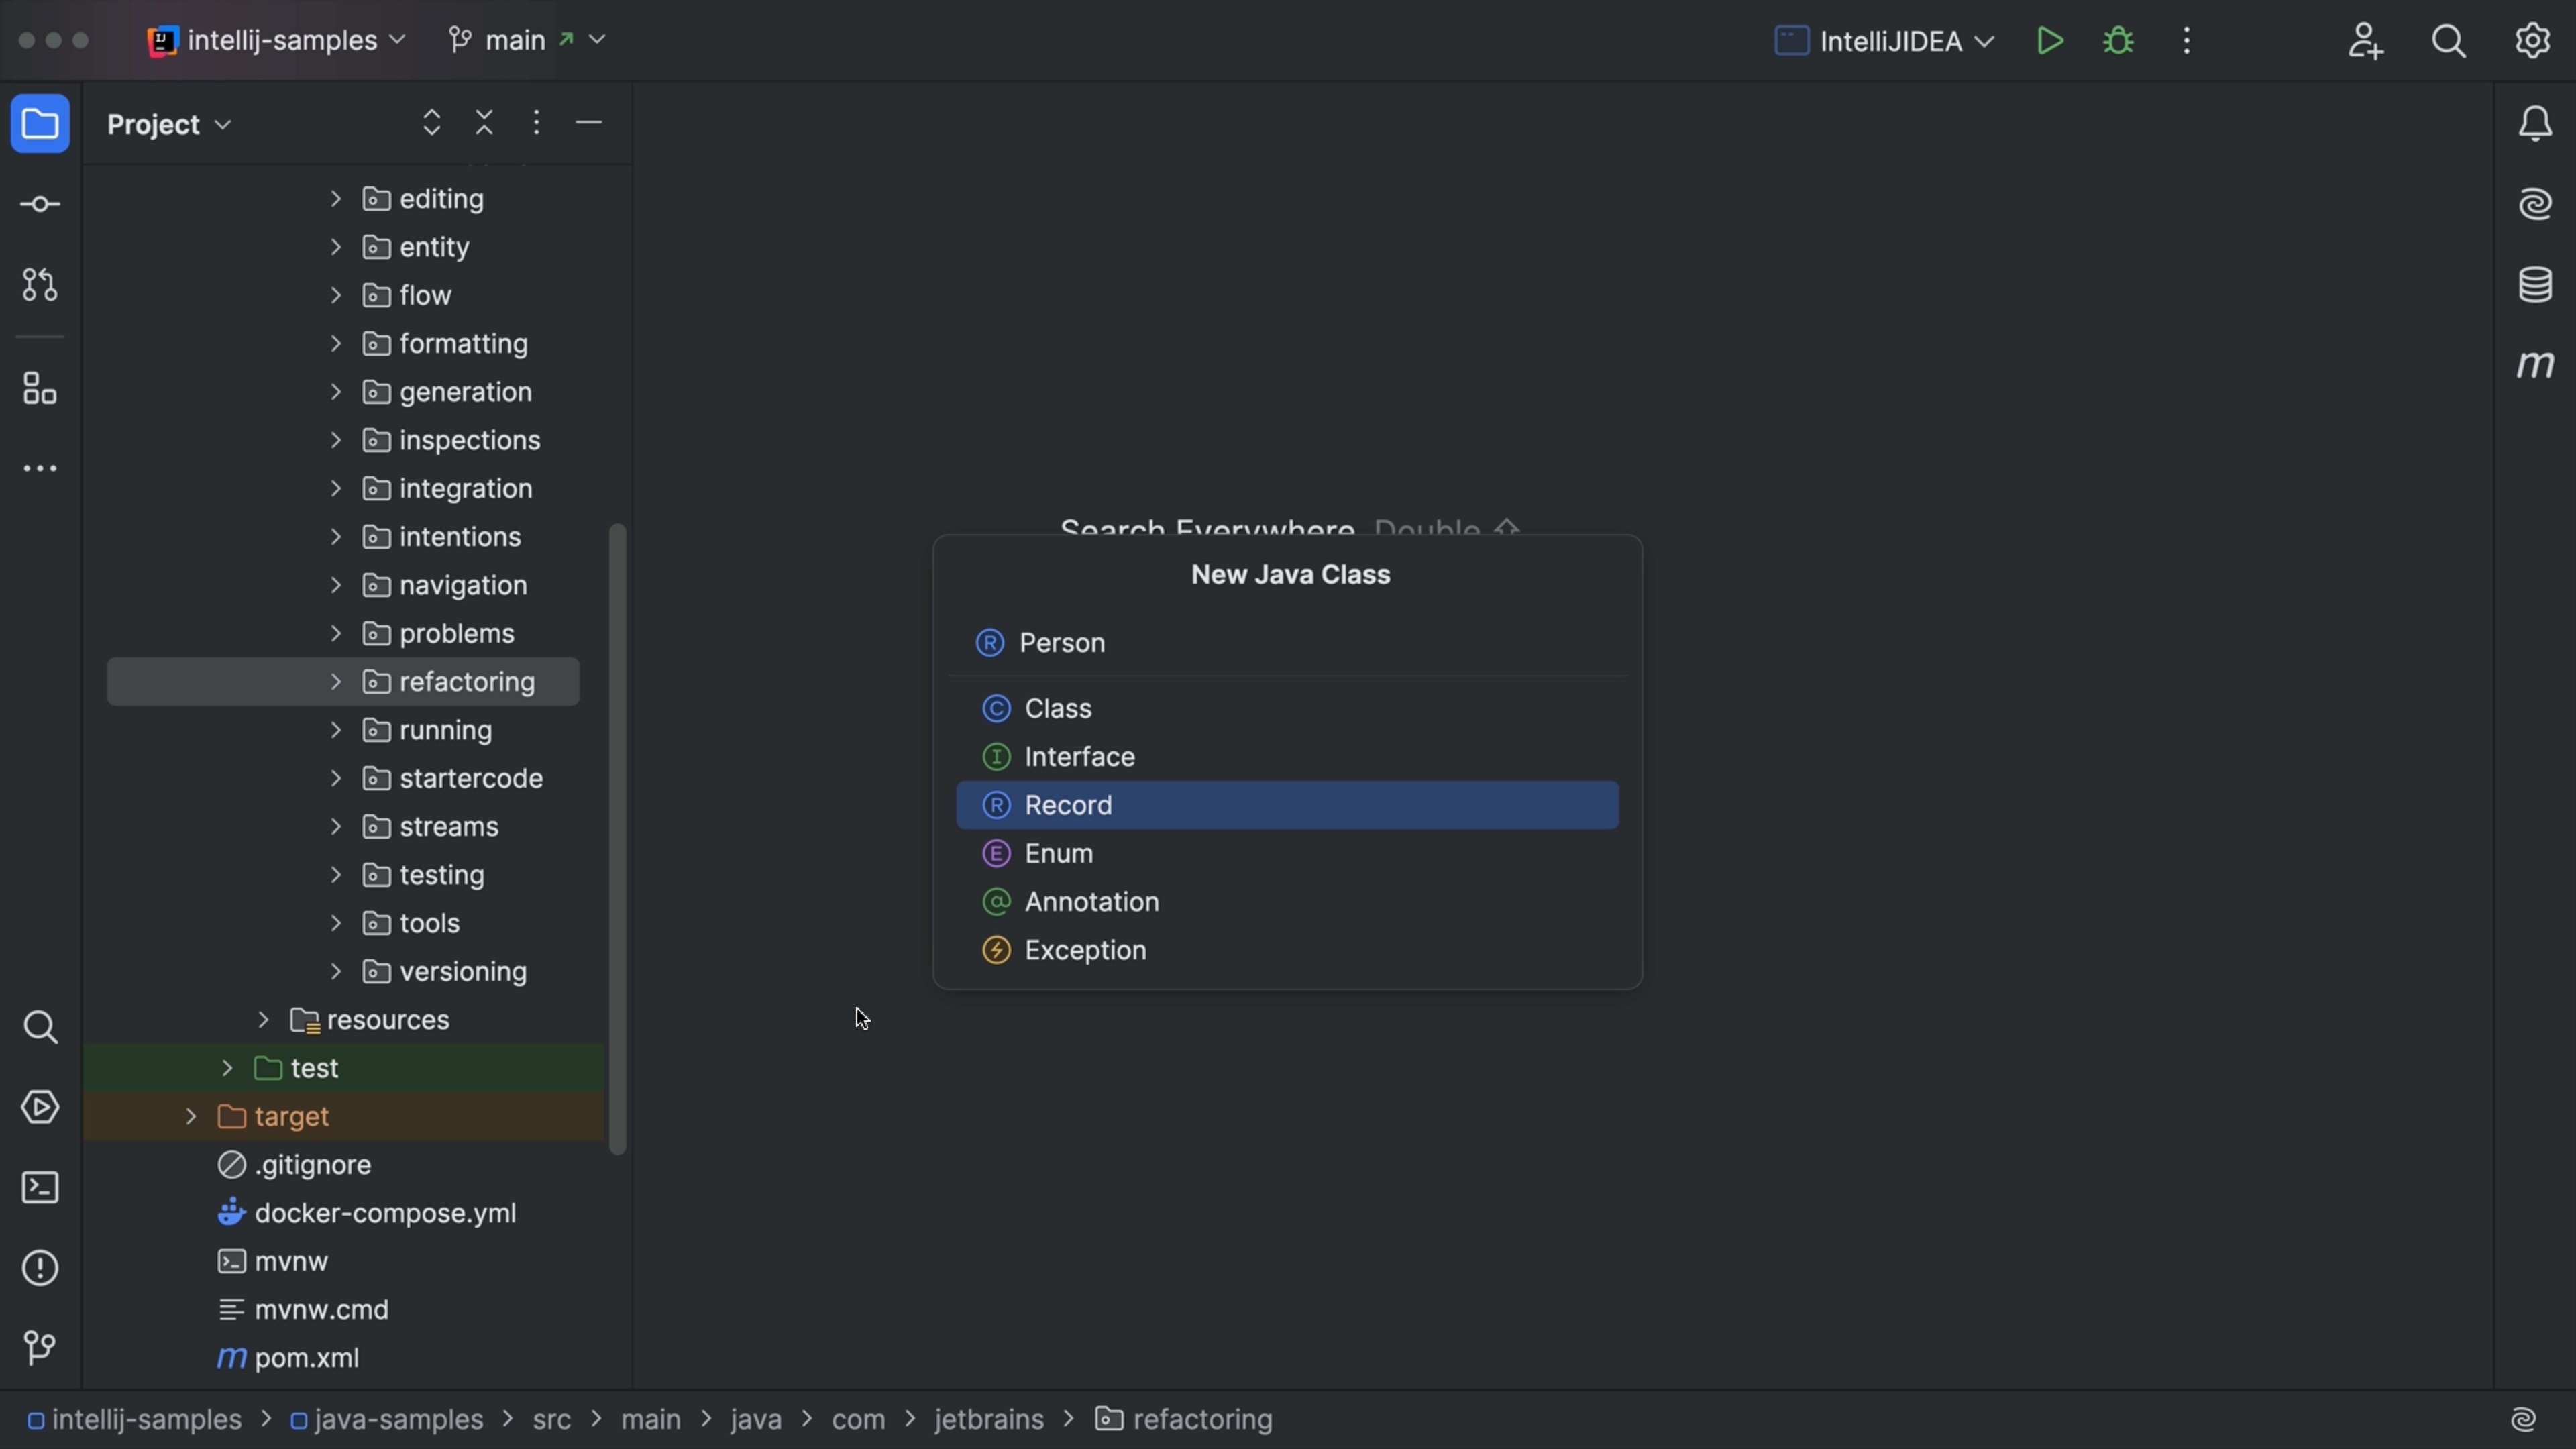 intellij-samples
main
IntelliJIDEA
Project
editing
entity
flow
formatting
generation
inspections
integration
intentions
navigation
problems
refactoring
running
startercode
streams
testing
tools
versioning
resources
test
target
.gitignore
docker-compose.yml
mvnw
mvnw.cmd
m pom.xml
Search Everywhere Double
New Java Class
R Person
C Class
I Interface
R Record
E Enum
@ Annotation
Exception
m
intellij-samples > java-samples > src > main > java > com > jetbrains > refactoring